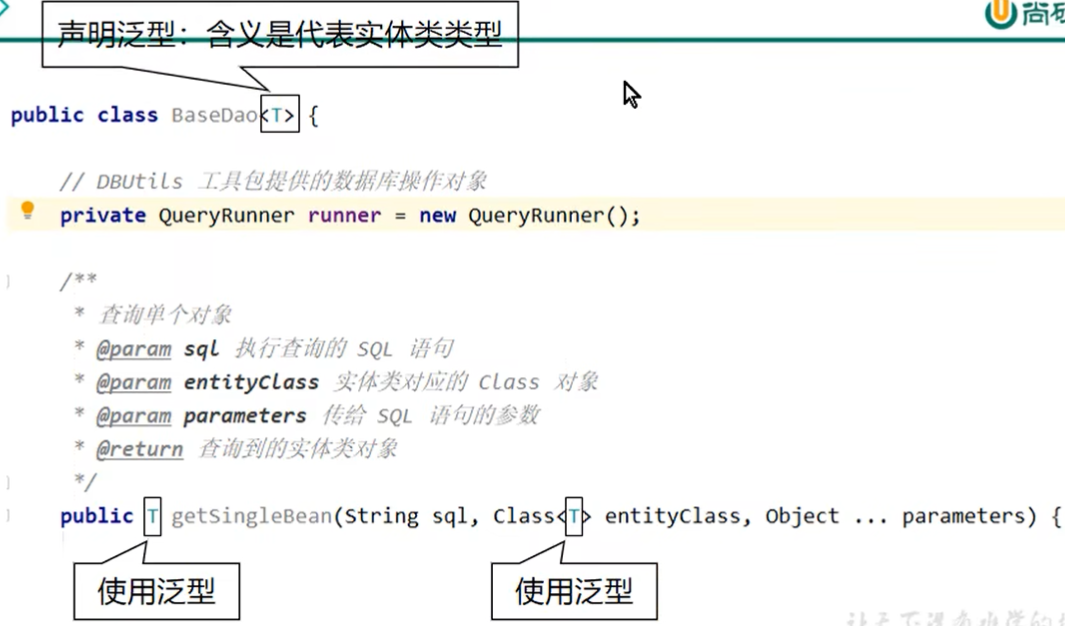 尚硅
声明泛型：含义是代表实体类类型
public class BaseDao<T> {
// DBUtils 工具包提供的数据库操作对象
private QueryRunner runner = new QueryRunner();
/**
* 查询单个对象
* @param sql 执行查询的 SQL 语句
* @param entityClass 实体类对应的 Class 对象
* @param parameters 传给 SQL 语句的参数
* @return 查询到的实体类对象
*/
public T getSingleBean(String sql, Class<T> entityClass, Object ... parameters) {
使用泛型
使用泛型